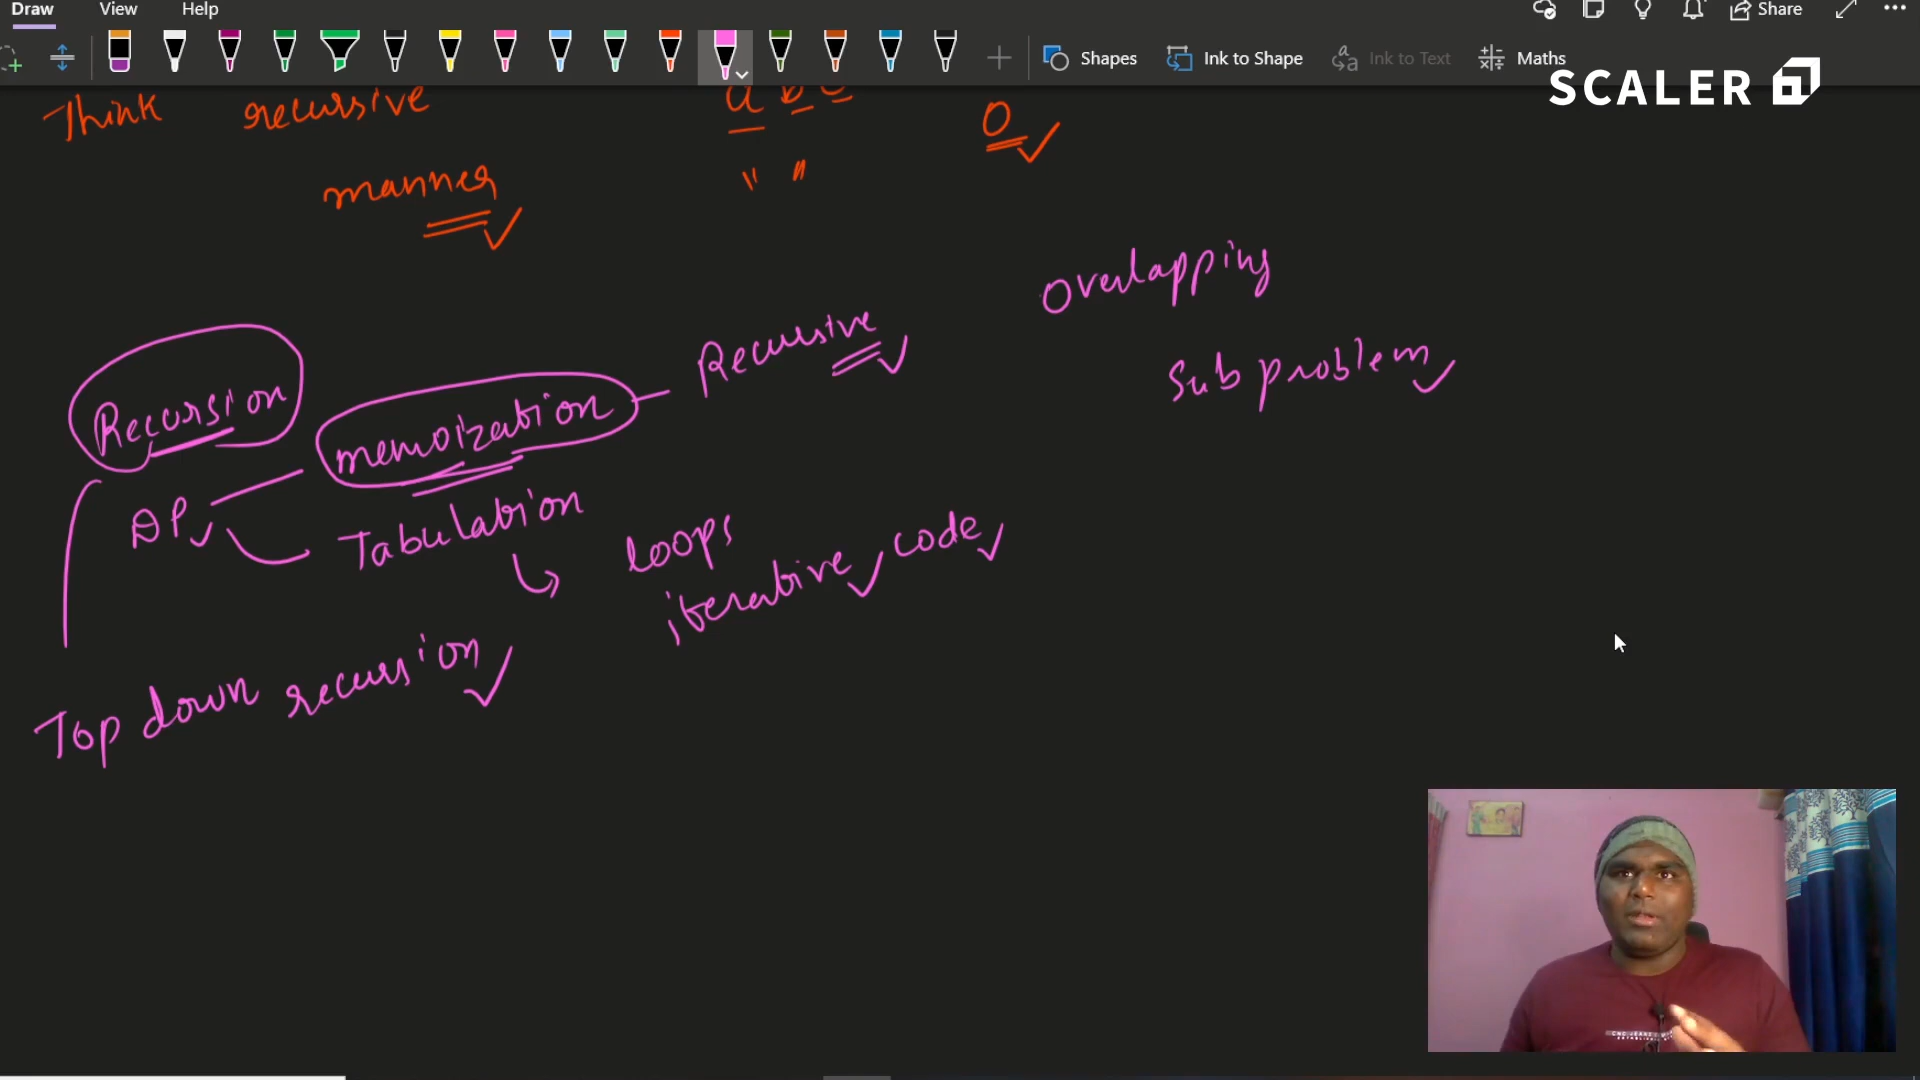 Draw View Help
Share
Shapes Ink to Shape Ink to Text Maths
SCALER
Think recursive
manner
a b c
" "
0
Overlapping
Sub problem
Recursion
memoization
Recursive
DP
Tabulation
loops
iterative code
Top down recursion